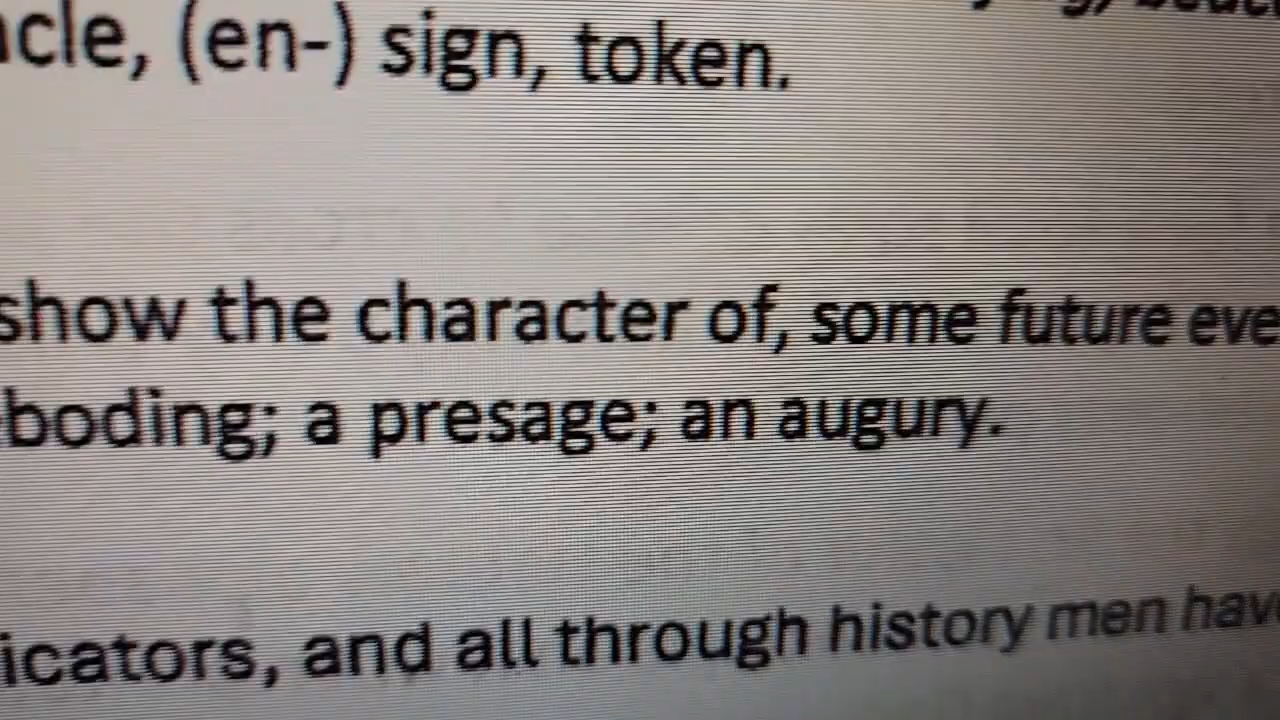 cle, (en-) sign, token.
show the character of, some future eve
boding; a presage; an augury.
icators, and all through history men hav